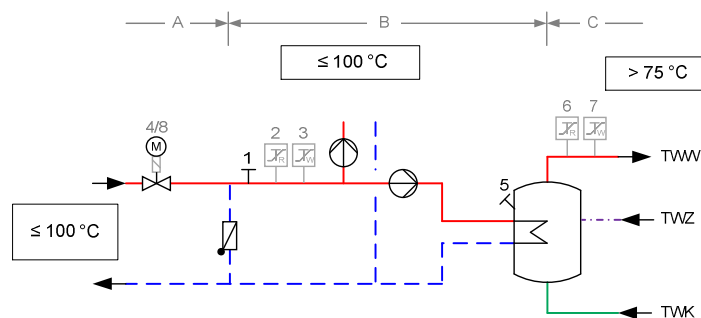 A B C
≤ 100 °C
> 75 °C
4/8 2 3 6 7
M 1 R W R W
TWW
5
≤ 100 °C
TWZ
TWK